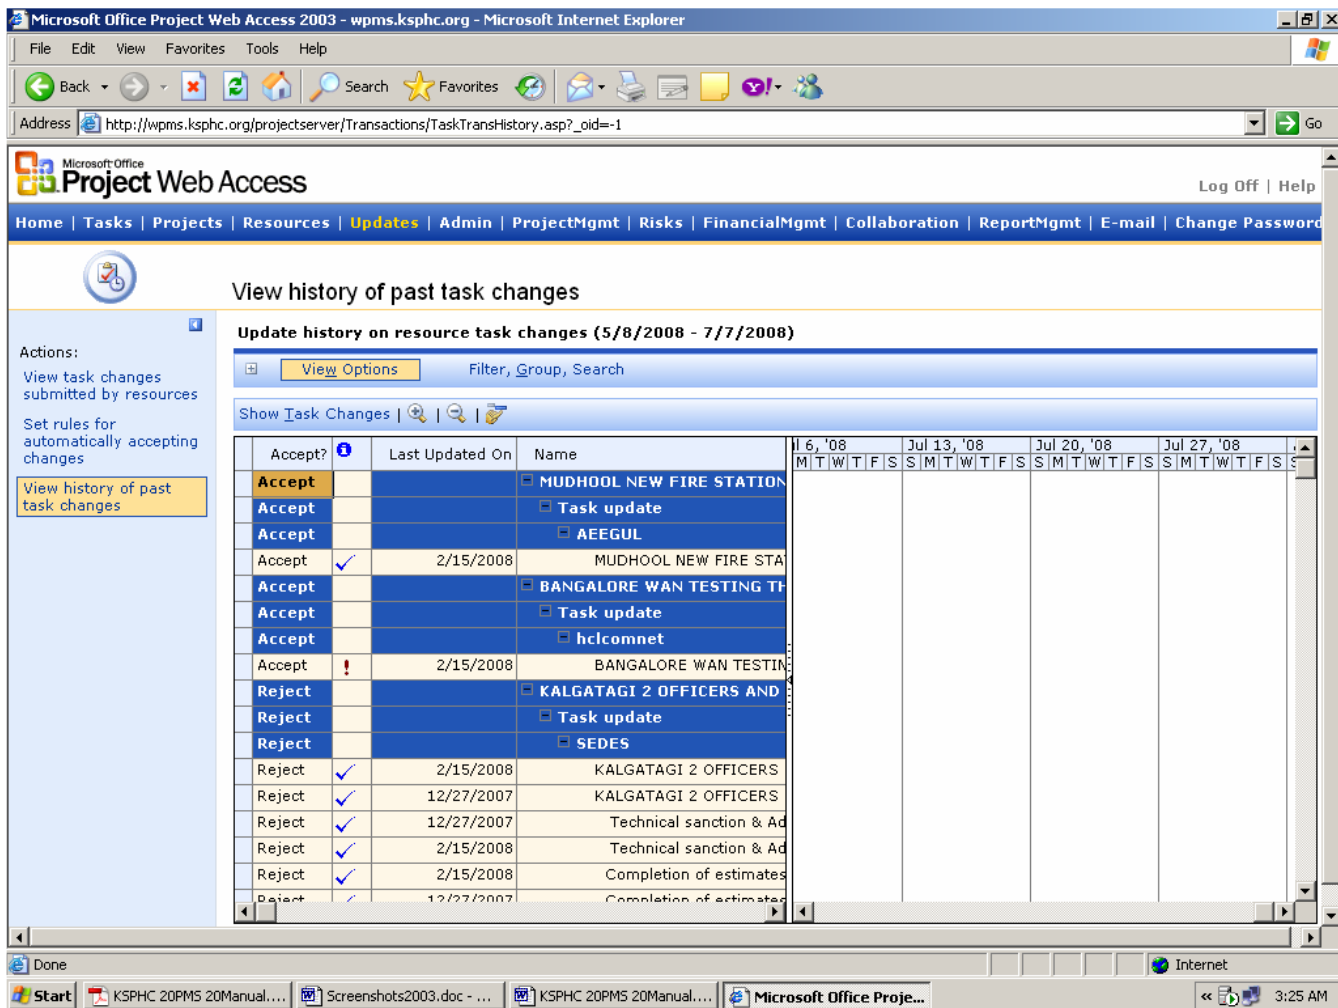 Microsoft Office Project Web Access 2003 - wpms.ksphc.org - Microsoft Internet Explorer
File Edit View Favorites Tools Help
Back Search Favorites
Address http://wpms.ksphc.org/projectserver/Transactions/TaskTransHistory.asp?_oid=-1 Go
Microsoft Office
Project Web Access
Log Off | Help
Home | Tasks | Projects | Resources | Updates | Admin | ProjectMgmt | Risks | FinancialMgmt | Collaboration | ReportMgmt | E-mail | Change Password
View history of past task changes
Actions:
View task changes
submitted by resources
Set rules for
automatically accepting
changes
View history of past
task changes
Update history on resource task changes (5/8/2008 - 7/7/2008)
View Options Filter, Group, Search
Show Task Changes | | |
Accept? Last Updated On Name
l 6, '08 Jul 13, '08 Jul 20, '08 Jul 27, '08
M T W T F S S M T W T F S S M T W T F S S M T W T F S S
Accept MUDHOOL NEW FIRE STATION
Accept Task update
Accept AEEGUL
Accept 2/15/2008 MUDHOOL NEW FIRE STA
Accept BANGALORE WAN TESTING TH
Accept Task update
Accept hclcomnet
Accept ! 2/15/2008 BANGALORE WAN TESTIN
Reject KALGATAGI 2 OFFICERS AND
Reject Task update
Reject SEDES
Reject 2/15/2008 KALGATAGI 2 OFFICERS
Reject 12/27/2007 KALGATAGI 2 OFFICERS
Reject 12/27/2007 Technical sanction & Ad
Reject 2/15/2008 Technical sanction & Ad
Reject 2/15/2008 Completion of estimates
Reject 12/27/2007 Completion of estimates
Done Internet
Start KSPHC 20PMS 20Manual.... Screenshots2003.doc - ... KSPHC 20PMS 20Manual.... Microsoft Office Proje... 3:25 AM